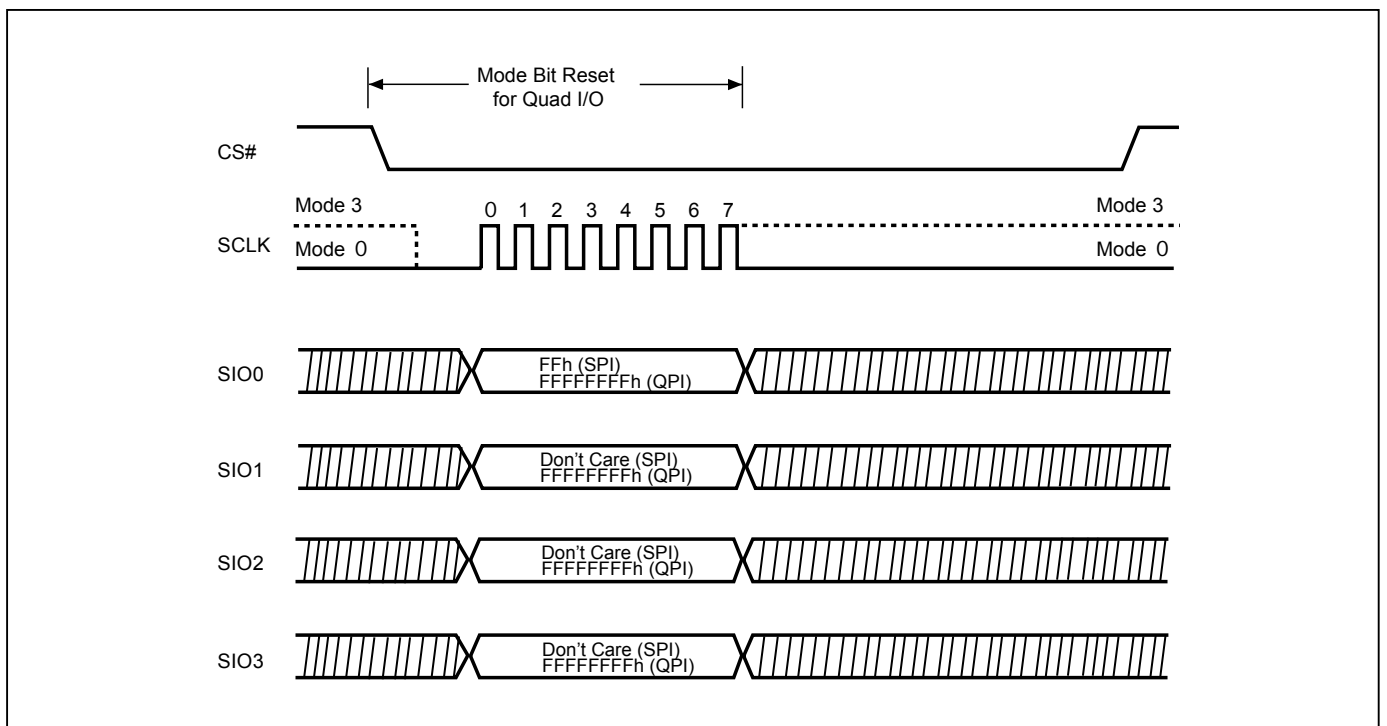 Mode Bit Reset
for Quad I/O
CS#
Mode 3
0 1 2 3 4 5 6 7
Mode 3
SCLK
Mode 0
Mode 0
SIO0
FFh (SPI)
FFFFFFFFh (QPI)
SIO1
Don't Care (SPI)
FFFFFFFFh (QPI)
SIO2
Don't Care (SPI)
FFFFFFFFh (QPI)
SIO3
Don't Care (SPI)
FFFFFFFFh (QPI)